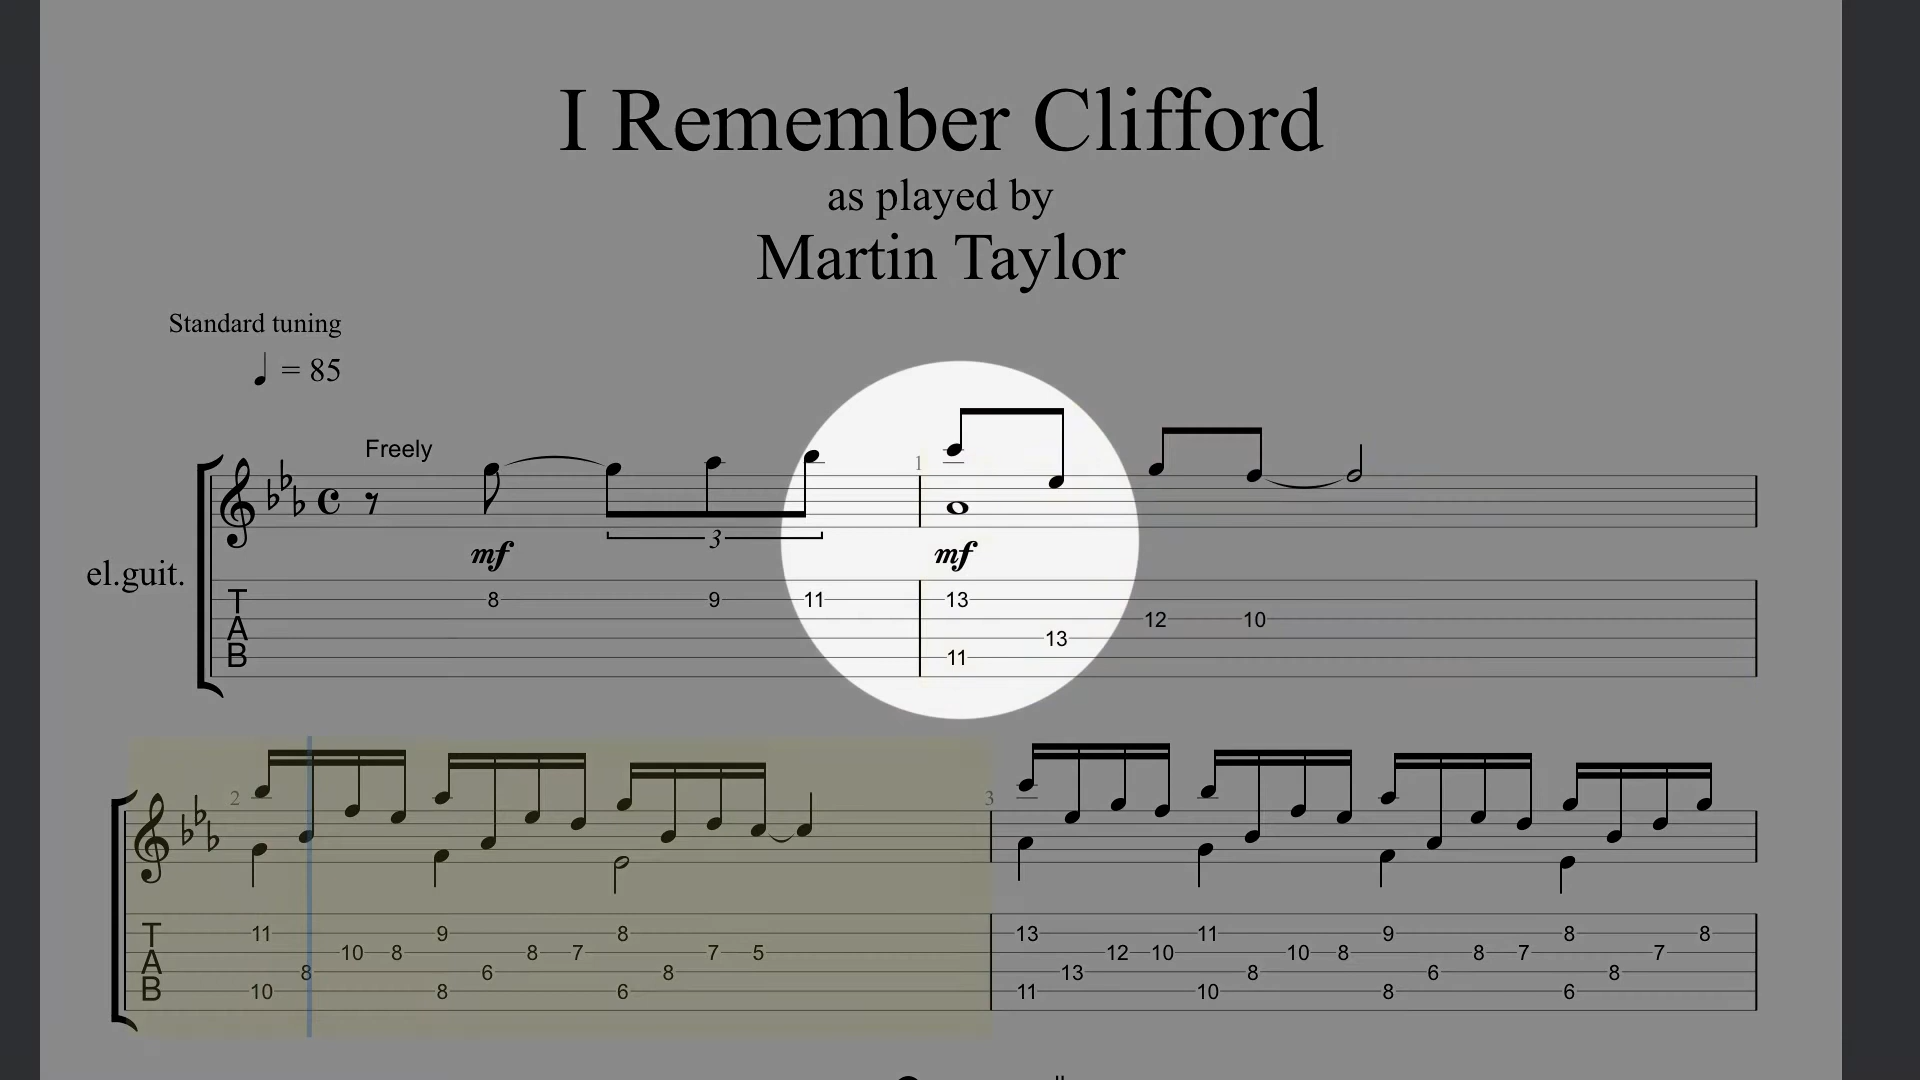 I Remember Clifford
as played by
Martin Taylor
Standard tuning
= 85
Freely
1
3
mf mf
el.guit.
T 8 9 11 13
A 12 10
13
B 11
2 3
T 11 9 8 13 11 9 8 8
10 8 8 7 7 5 12 10 10 8 8 7 7
A 8 6 8 13 8 6 8
B 10 8 6 11 10 8 6